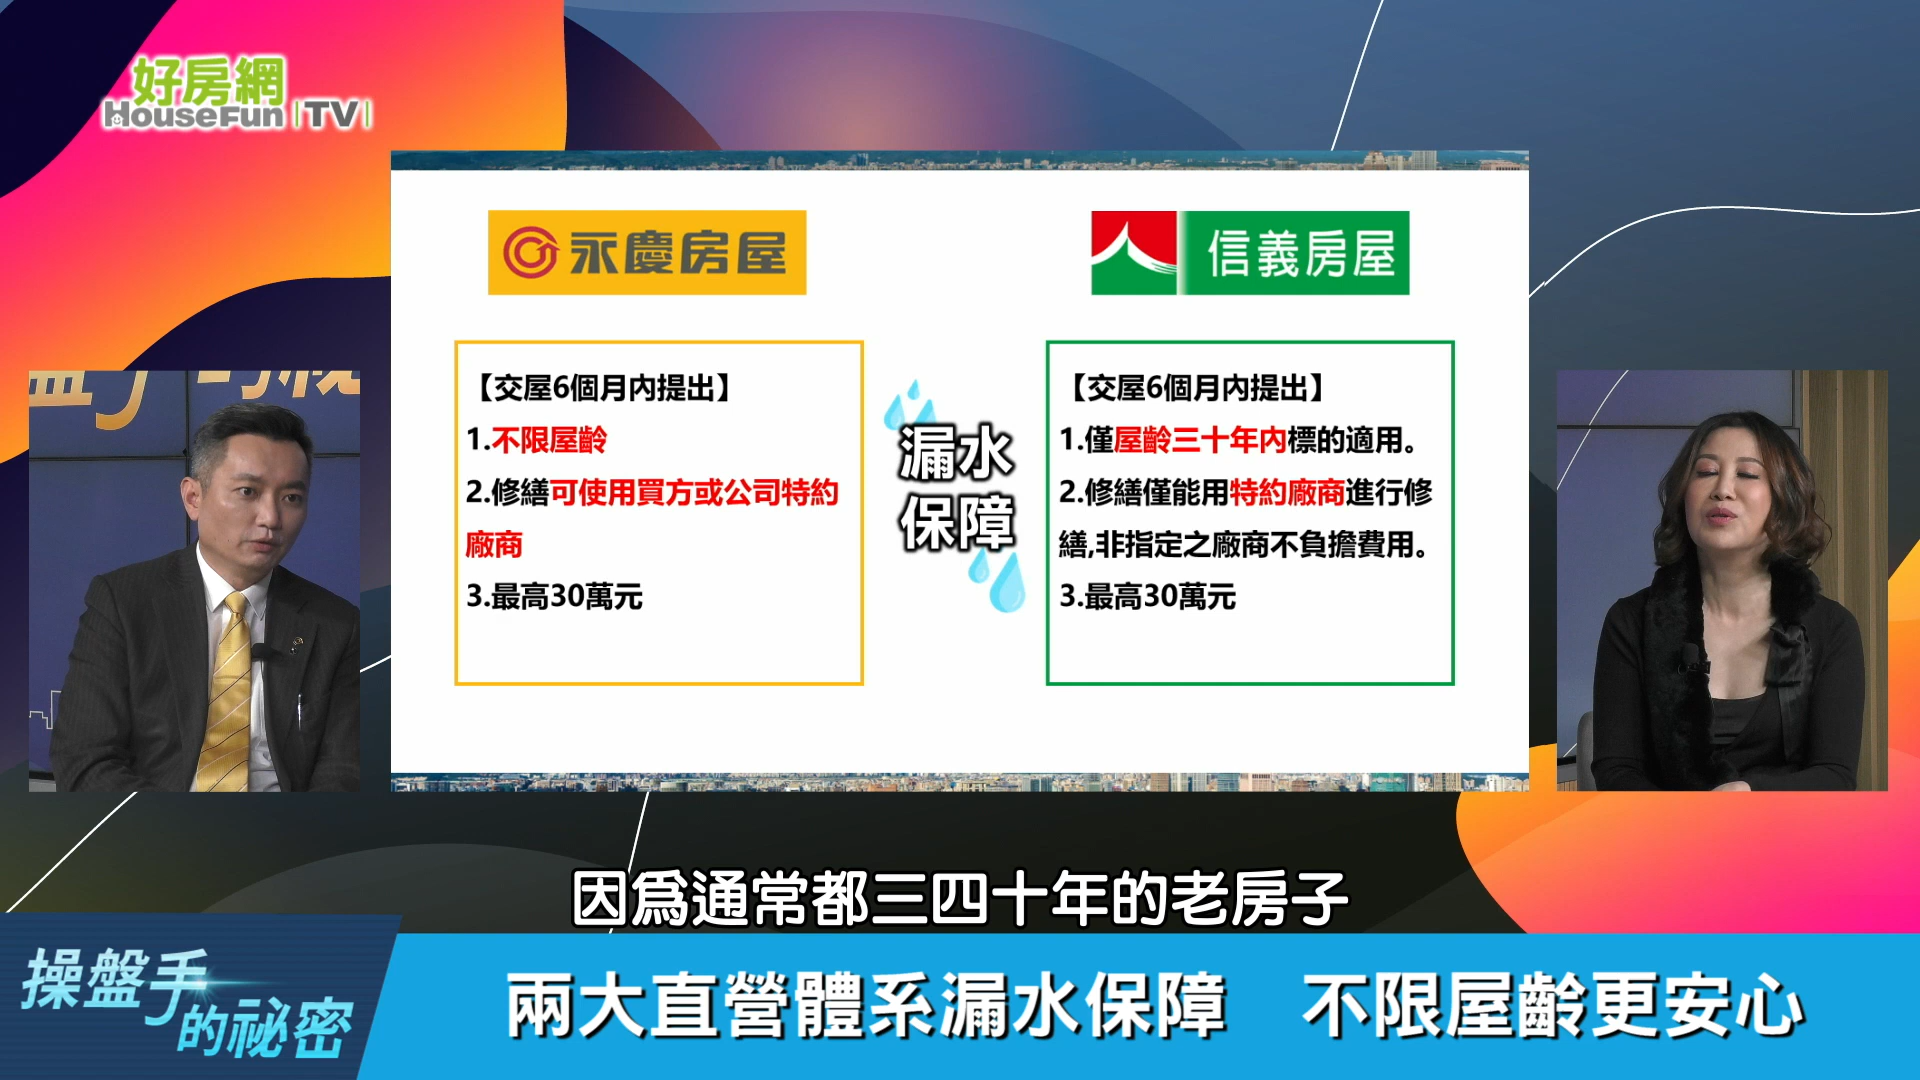 好房網
HouseFun TV
永慶房屋
信義房屋
【交屋6個月內提出】
1.不限屋齡
2.修繕可使用買方或公司特約
廠商
3.最高30萬元
漏水
保障
【交屋6個月內提出】
1.僅屋齡三十年內標的適用。
2.修繕僅能用特約廠商進行修
繕,非指定之廠商不負擔費用。
3.最高30萬元
因爲通常都三四十年的老房子
操盤手
的祕密
兩大直營體系漏水保障 不限屋齡更安心